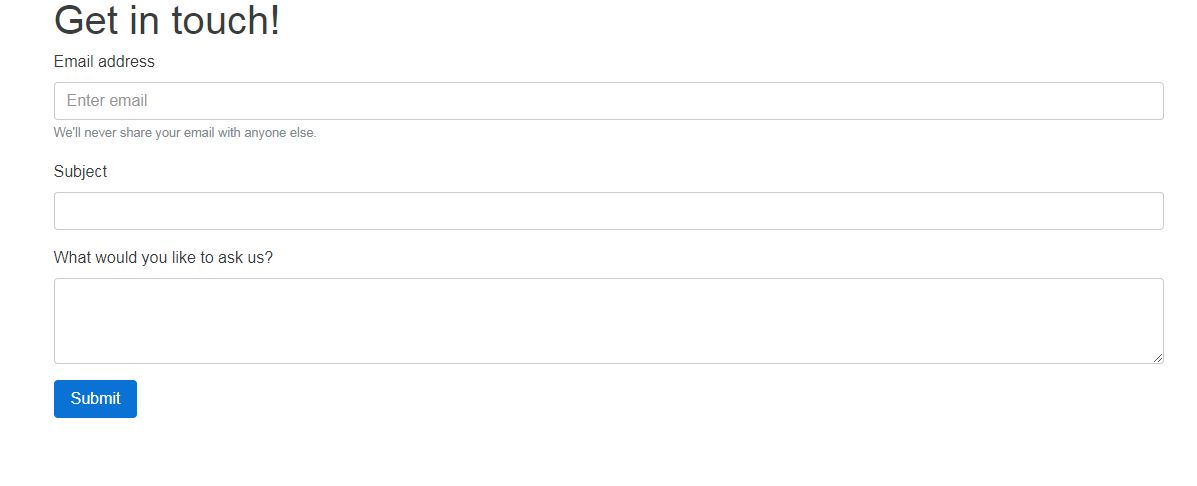 Get in touch!
Email address
Enter email
We'll never share your email with anyone else.
Subject
What would you like to ask us?
Submit